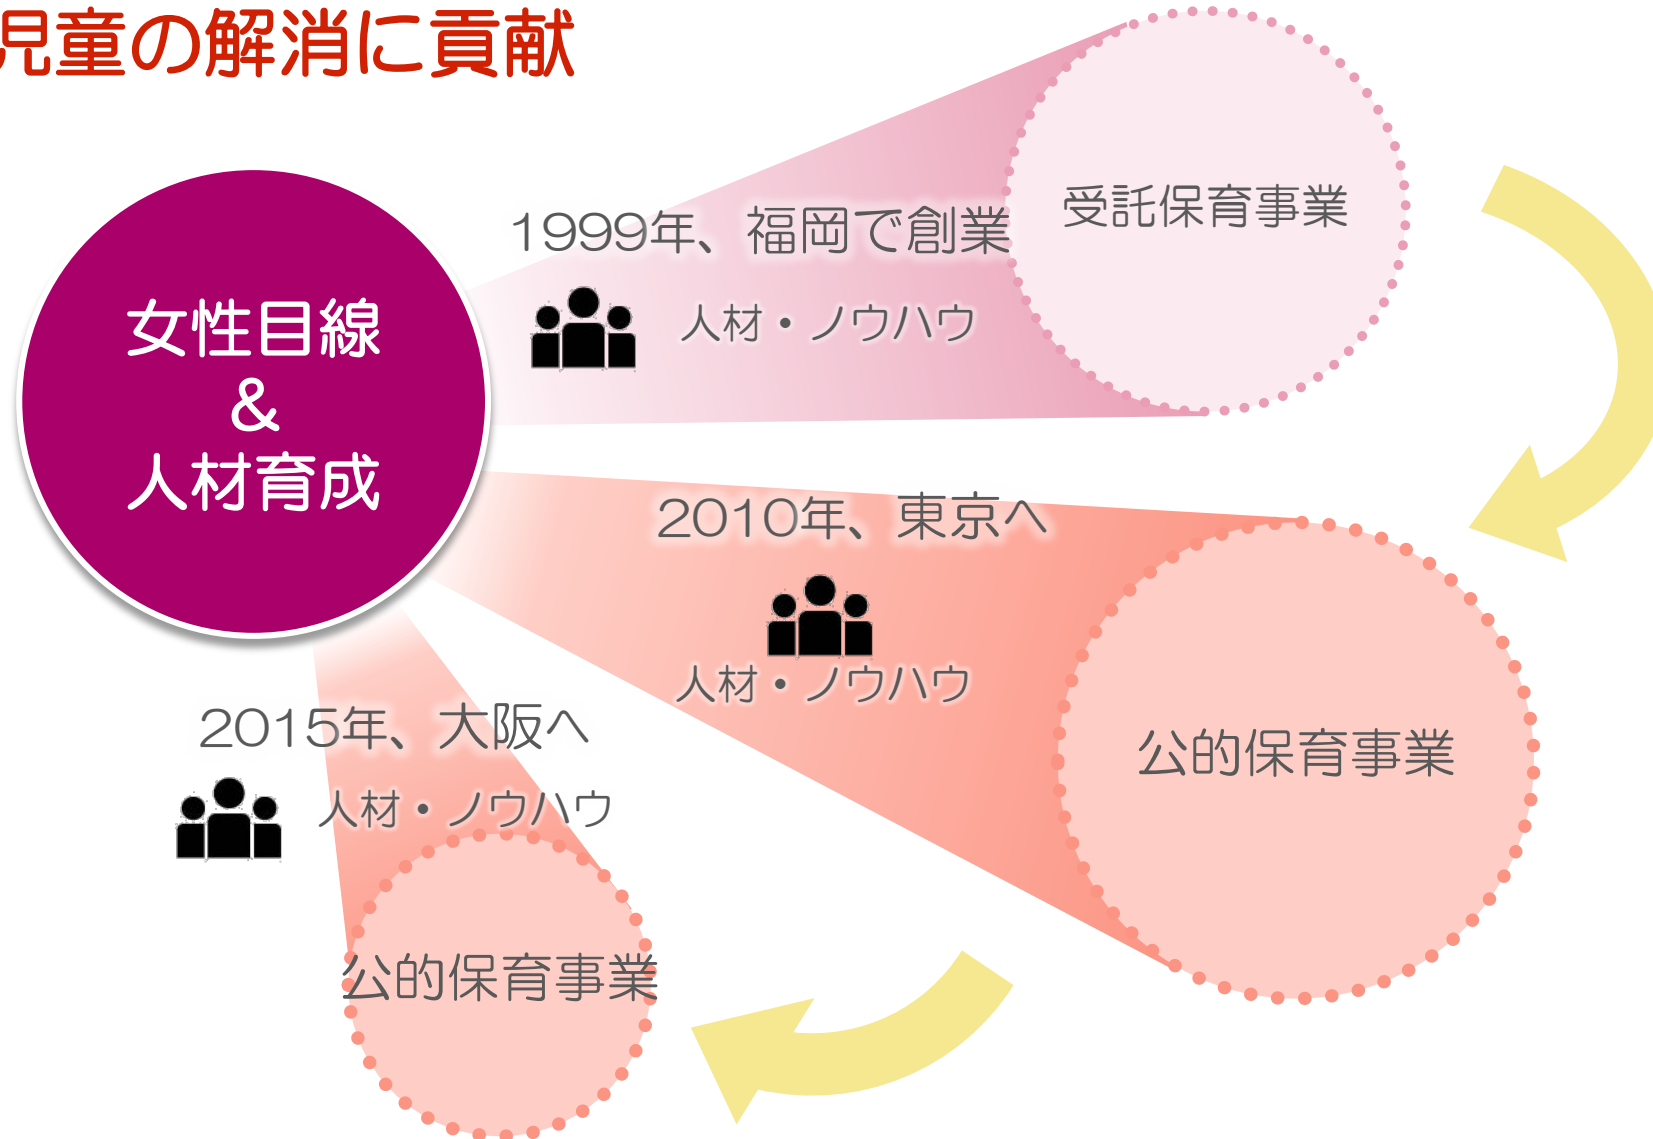 児童の解消に貢献
女性目線
&
人材育成
1999年、福岡で創業
人材・ノウハウ
受託保育事業
2010年、東京へ
人材・ノウハウ
公的保育事業
2015年、大阪へ
人材・ノウハウ
公的保育事業